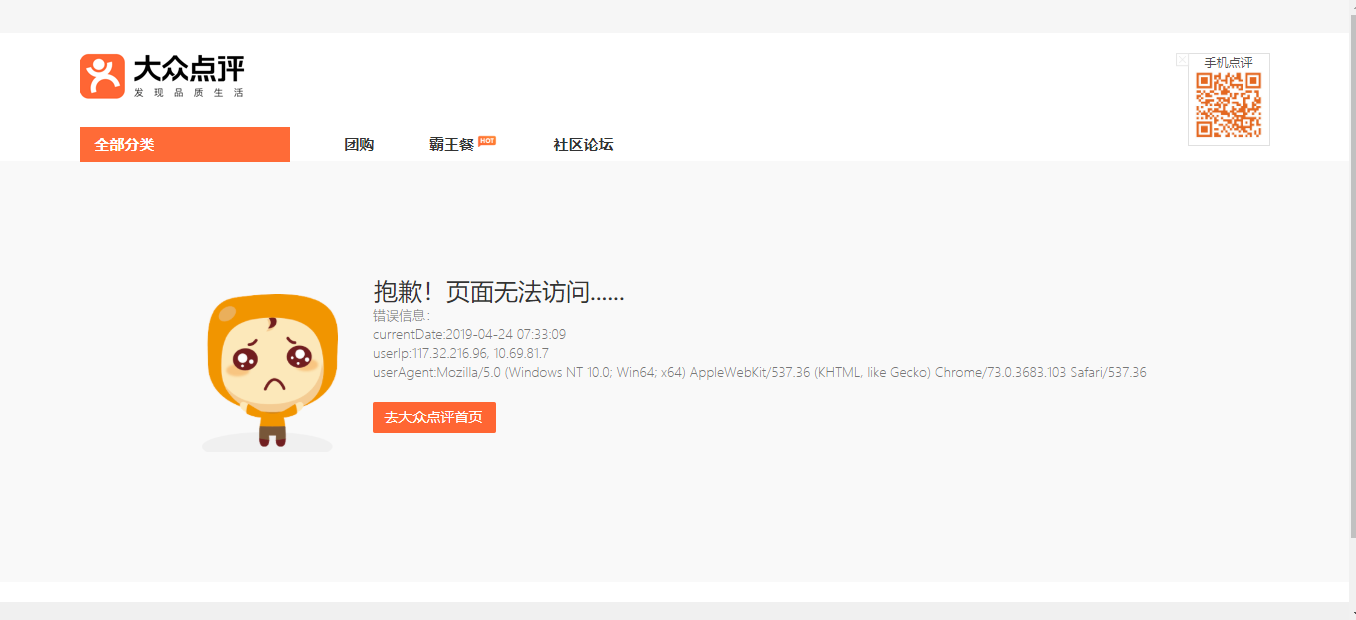 大众点评
发现品质生活
手机点评
全部分类
团购
霸王餐 HOT
社区论坛
抱歉！页面无法访问......
错误信息：
currentDate:2019-04-24 07:33:09
userIp:117.32.216.96, 10.69.81.7
userAgent:Mozilla/5.0 (Windows NT 10.0; Win64; x64) AppleWebKit/537.36 (KHTML, like Gecko) Chrome/73.0.3683.103 Safari/537.36
去大众点评首页